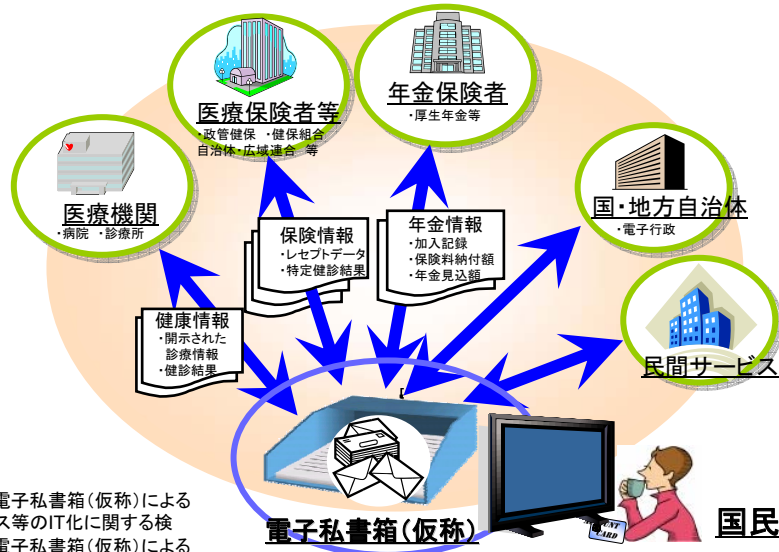 医療保険者等
・政管健保 ・健保組合
自治体・広域連合 等
年金保険者
・厚生年金等
医療機関
・病院 ・診療所
国・地方自治体
・電子行政
民間サービス
保険情報
・レセプトデータ
・特定健診結果
年金情報
・加入記録
・保険料納付額
・年金見込額
健康情報
・開示された
診療情報
・健診結果
電子私書箱(仮称)
国民
電子私書箱(仮称)による
ス等のIT化に関する検
電子私書箱(仮称)による
CARD